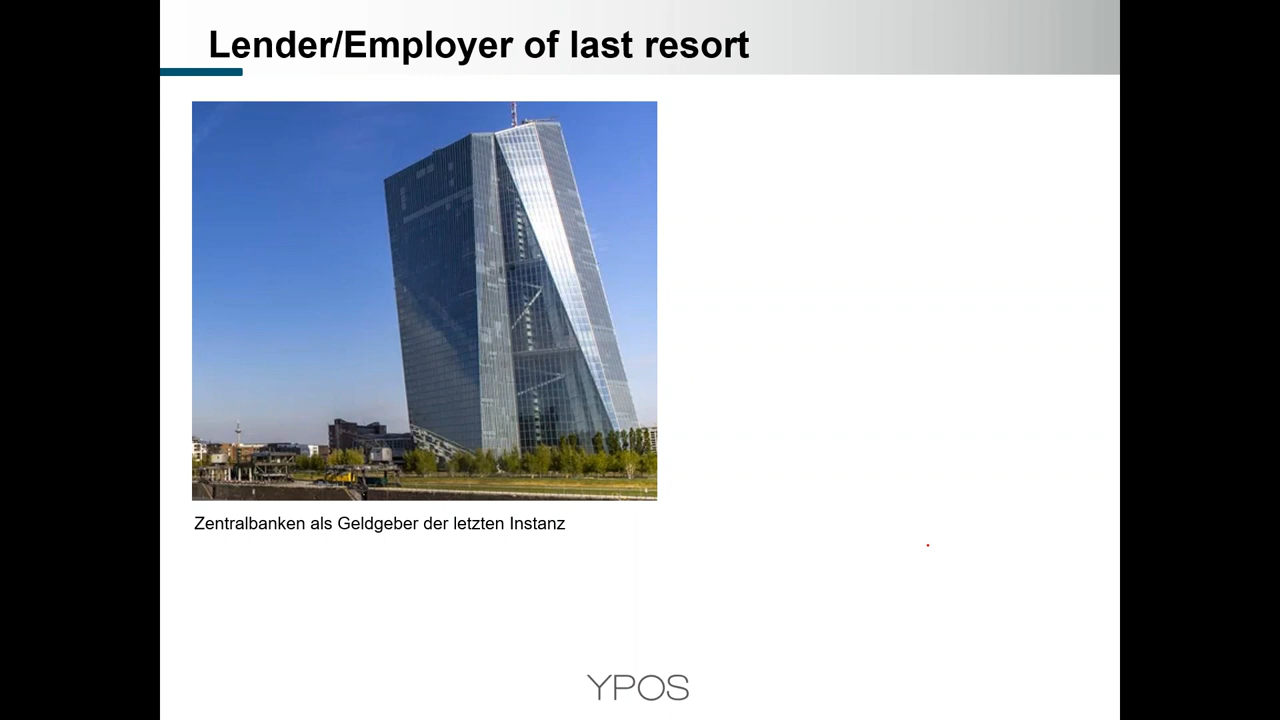 Lender/Employer of last resort
Zentralbanken als Geldgeber der letzten Instanz
YPOS